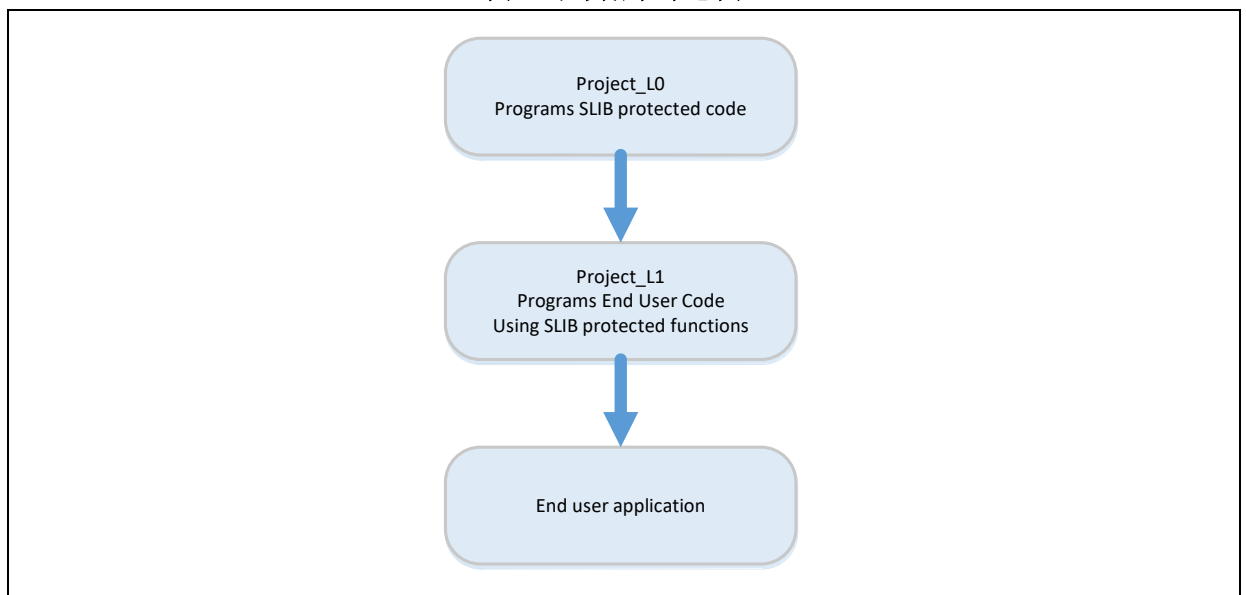 Project_L0
Programs SLIB protected code
Project_L1
Programs End User Code
Using SLIB protected functions
End user application